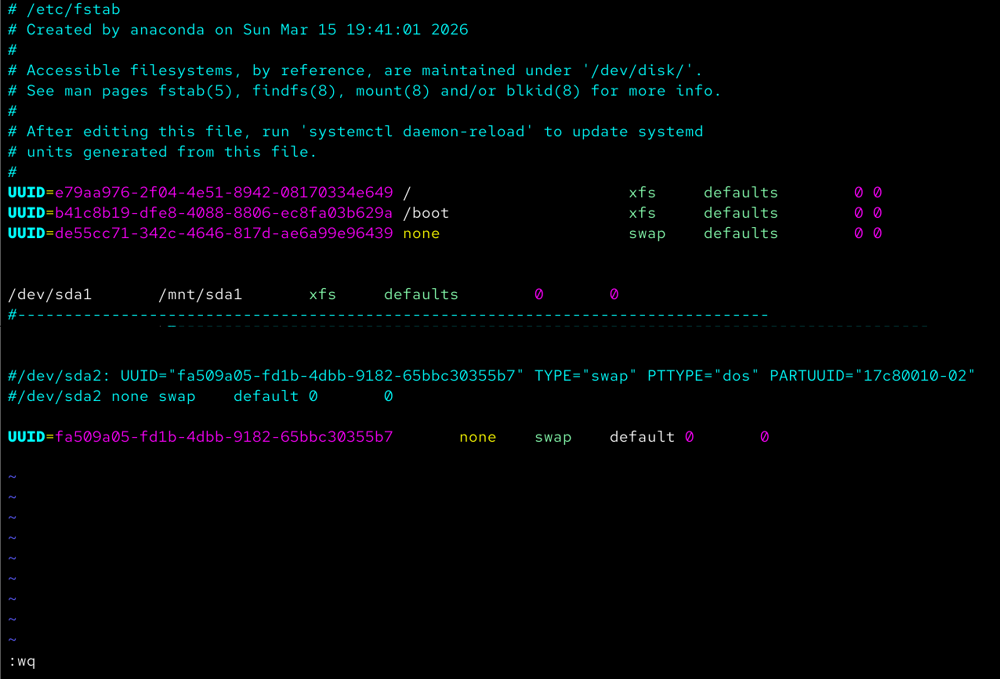 # /etc/fstab
# Created by anaconda on Sun Mar 15 19:41:01 2026
#
# Accessible filesystems, by reference, are maintained under '/dev/disk/'.
# See man pages fstab(5), findfs(8), mount(8) and/or blkid(8) for more info.
#
# After editing this file, run 'systemctl daemon-reload' to update systemd
# units generated from this file.
#
UUID=e79aa976-2f04-4e51-8942-08170334e649 /                       xfs     defaults        0 0
UUID=b41c8b19-dfe8-4088-8806-ec8fa03b629a /boot                   xfs     defaults        0 0
UUID=de55cc71-342c-4646-817d-ae6a99e96439 none                    swap    defaults        0 0
/dev/sda1       /mnt/sda1       xfs     defaults        0       0
#--------------------------------------------------------------------------------
#/dev/sda2: UUID="fa509a05-fd1b-4dbb-9182-65bbc30355b7" TYPE="swap" PTTYPE="dos" PARTUUID="17c80010-02"
#/dev/sda2 none swap    default 0       0
UUID=fa509a05-fd1b-4dbb-9182-65bbc30355b7       none    swap    default 0       0
~
~
~
~
~
~
~
~
~
:wq